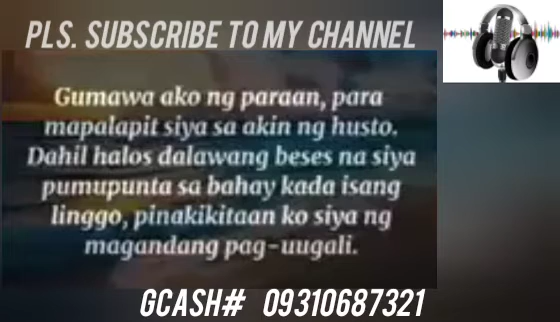 PLS. SUBSCRIBE TO MY CHANNEL
Gumawa ako ng paraan, para
mapalapit siya sa akin ng husto.
Dahil halos dalawang beses na siya
pumupunta sa bahay kada isang
linggo, pinakikitaan ko siya ng
magandang pag-uugali.
GCASH# 09310687321